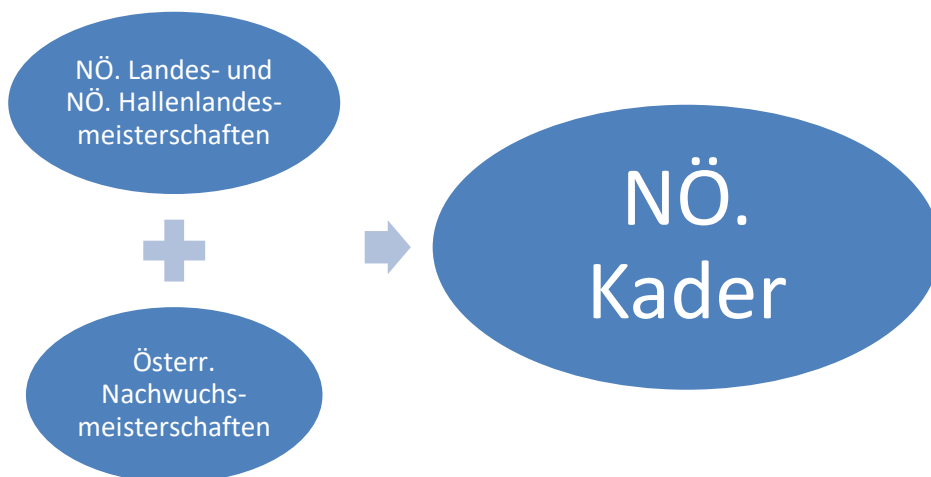 NÖ. Landes- und
NÖ. Hallenlandes-
meisterschaften
Österr.
Nachwuchs-
meisterschaften
NÖ.
Kader